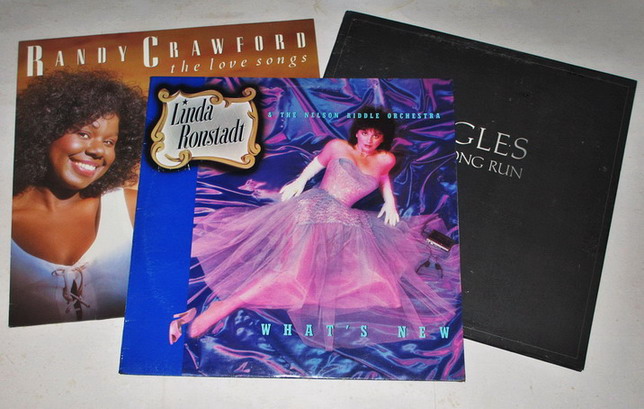 RANDY CRAWFORD
the love songs
Linda
Ronstadt
& THE NELSON RIDDLE ORCHESTRA
WHAT'S NEW
GLES
ONG RUN